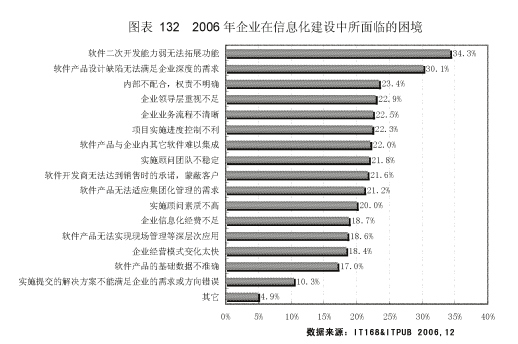 图表 132 2006年企业在信息化建设中所面临的困境
软件二次开发能力弱无法拓展功能 34.3%
软件产品设计缺陷无法满足企业深度的需求 30.1%
内部不配合，权责不明确 23.4%
企业领导层重视不足 22.9%
企业业务流程不清晰 22.5%
项目实施进度控制不利 22.3%
软件产品与企业内其它软件难以集成 22.0%
实施顾问团队不稳定 21.8%
软件开发商无法达到销售时的承诺，蒙蔽客户 21.6%
软件产品无法适应集团化管理的需求 21.2%
实施顾问素质不高 20.0%
企业信息化经费不足 18.7%
软件产品无法实现现场管理等深层次应用 18.6%
企业经营模式变化太快 18.4%
软件产品的基础数据不准确 17.0%
实施提交的解决方案不能满足企业的需求或方向错误 10.3%
其它 4.9%
0% 5% 10% 15% 20% 25% 30% 35% 40%
数据来源：IT168&ITPUB 2006,12